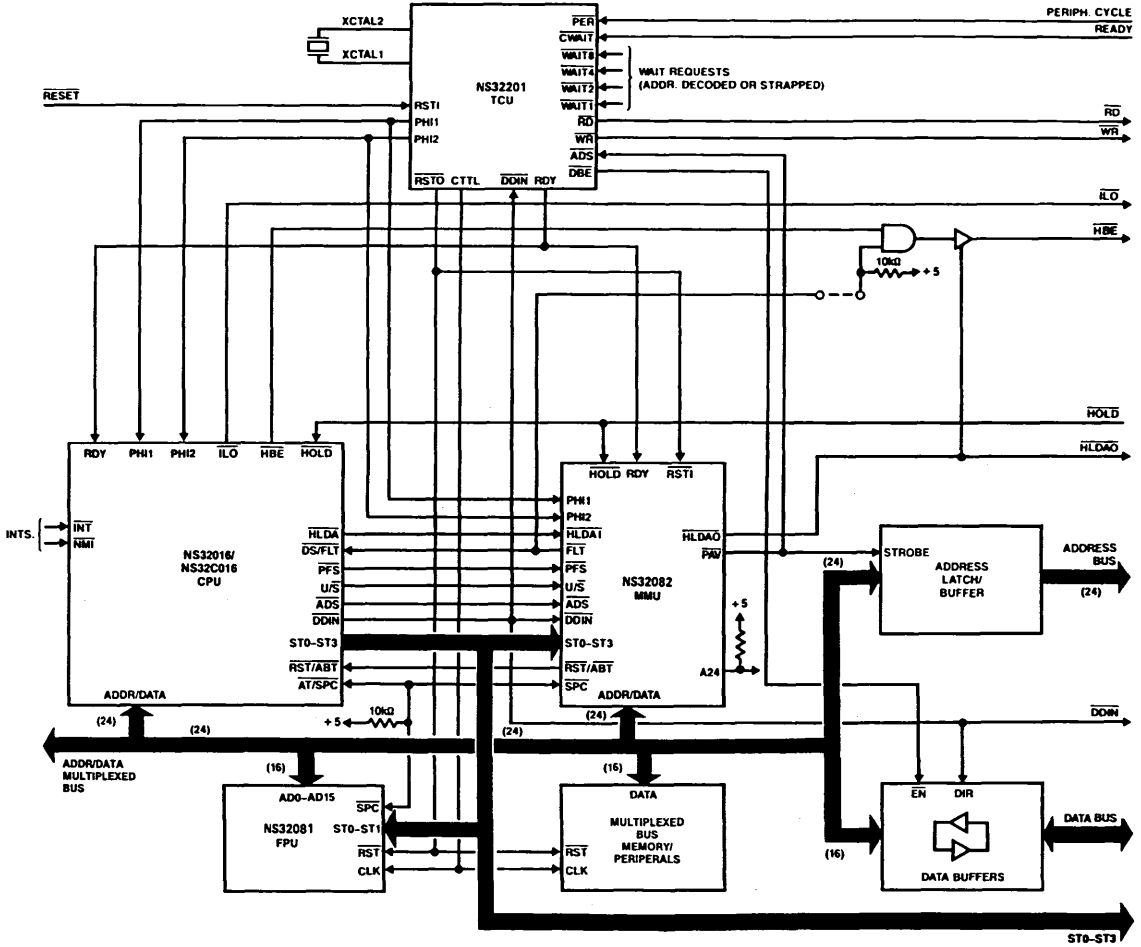 XCTAL2
XCTAL1
NS32201
TCU
PER
CWAIT
WAIT8
WAIT4
WAIT2
WAIT1
RD
WR
ADS
DBE
RSTI
PHI1
PHI2
RSTO CTTL DDIN RDY
PERIPH. CYCLE
READY
WAIT REQUESTS
(ADDR. DECODED OR STRAPPED)
RESET
RD
WR
ILO
HBE
10kΩ
+ 5
HOLD
HLDAO
RDY PHI1 PHI2 ILO HBE HOLD
INTS.
INT
NMI
NS32016/
NS32C016
CPU
HLDA
DS/FLT
PFS
U/S
ADS
DDIN
ST0-ST3
RST/ABT
AT/SPC
ADDR/DATA
HOLD RDY RSTI
PHI1
PHI2
HLDAI
FLT
PFS
U/S
ADS
DDIN
ST0-ST3
RST/ABT
SPC
ADDR/DATA
NS32082
MMU
HLDAO
PAV
+ 5
A24
STROBE
ADDRESS
LATCH/
BUFFER
(24)
ADDRESS
BUS
(24)
+ 5
10kΩ
DDIN
(24)
(24)
(24)
(24)
ADDR/DATA
MULTIPLEXED
BUS
(16)
AD0-AD15
SPC
NS32081
FPU
ST0-ST1
RST
CLK
(16)
DATA
MULTIPLEXED
BUS
MEMORY/
PERIPERALS
RST
CLK
(16)
EN DIR
DATA BUFFERS
DATA BUS
ST0-ST3